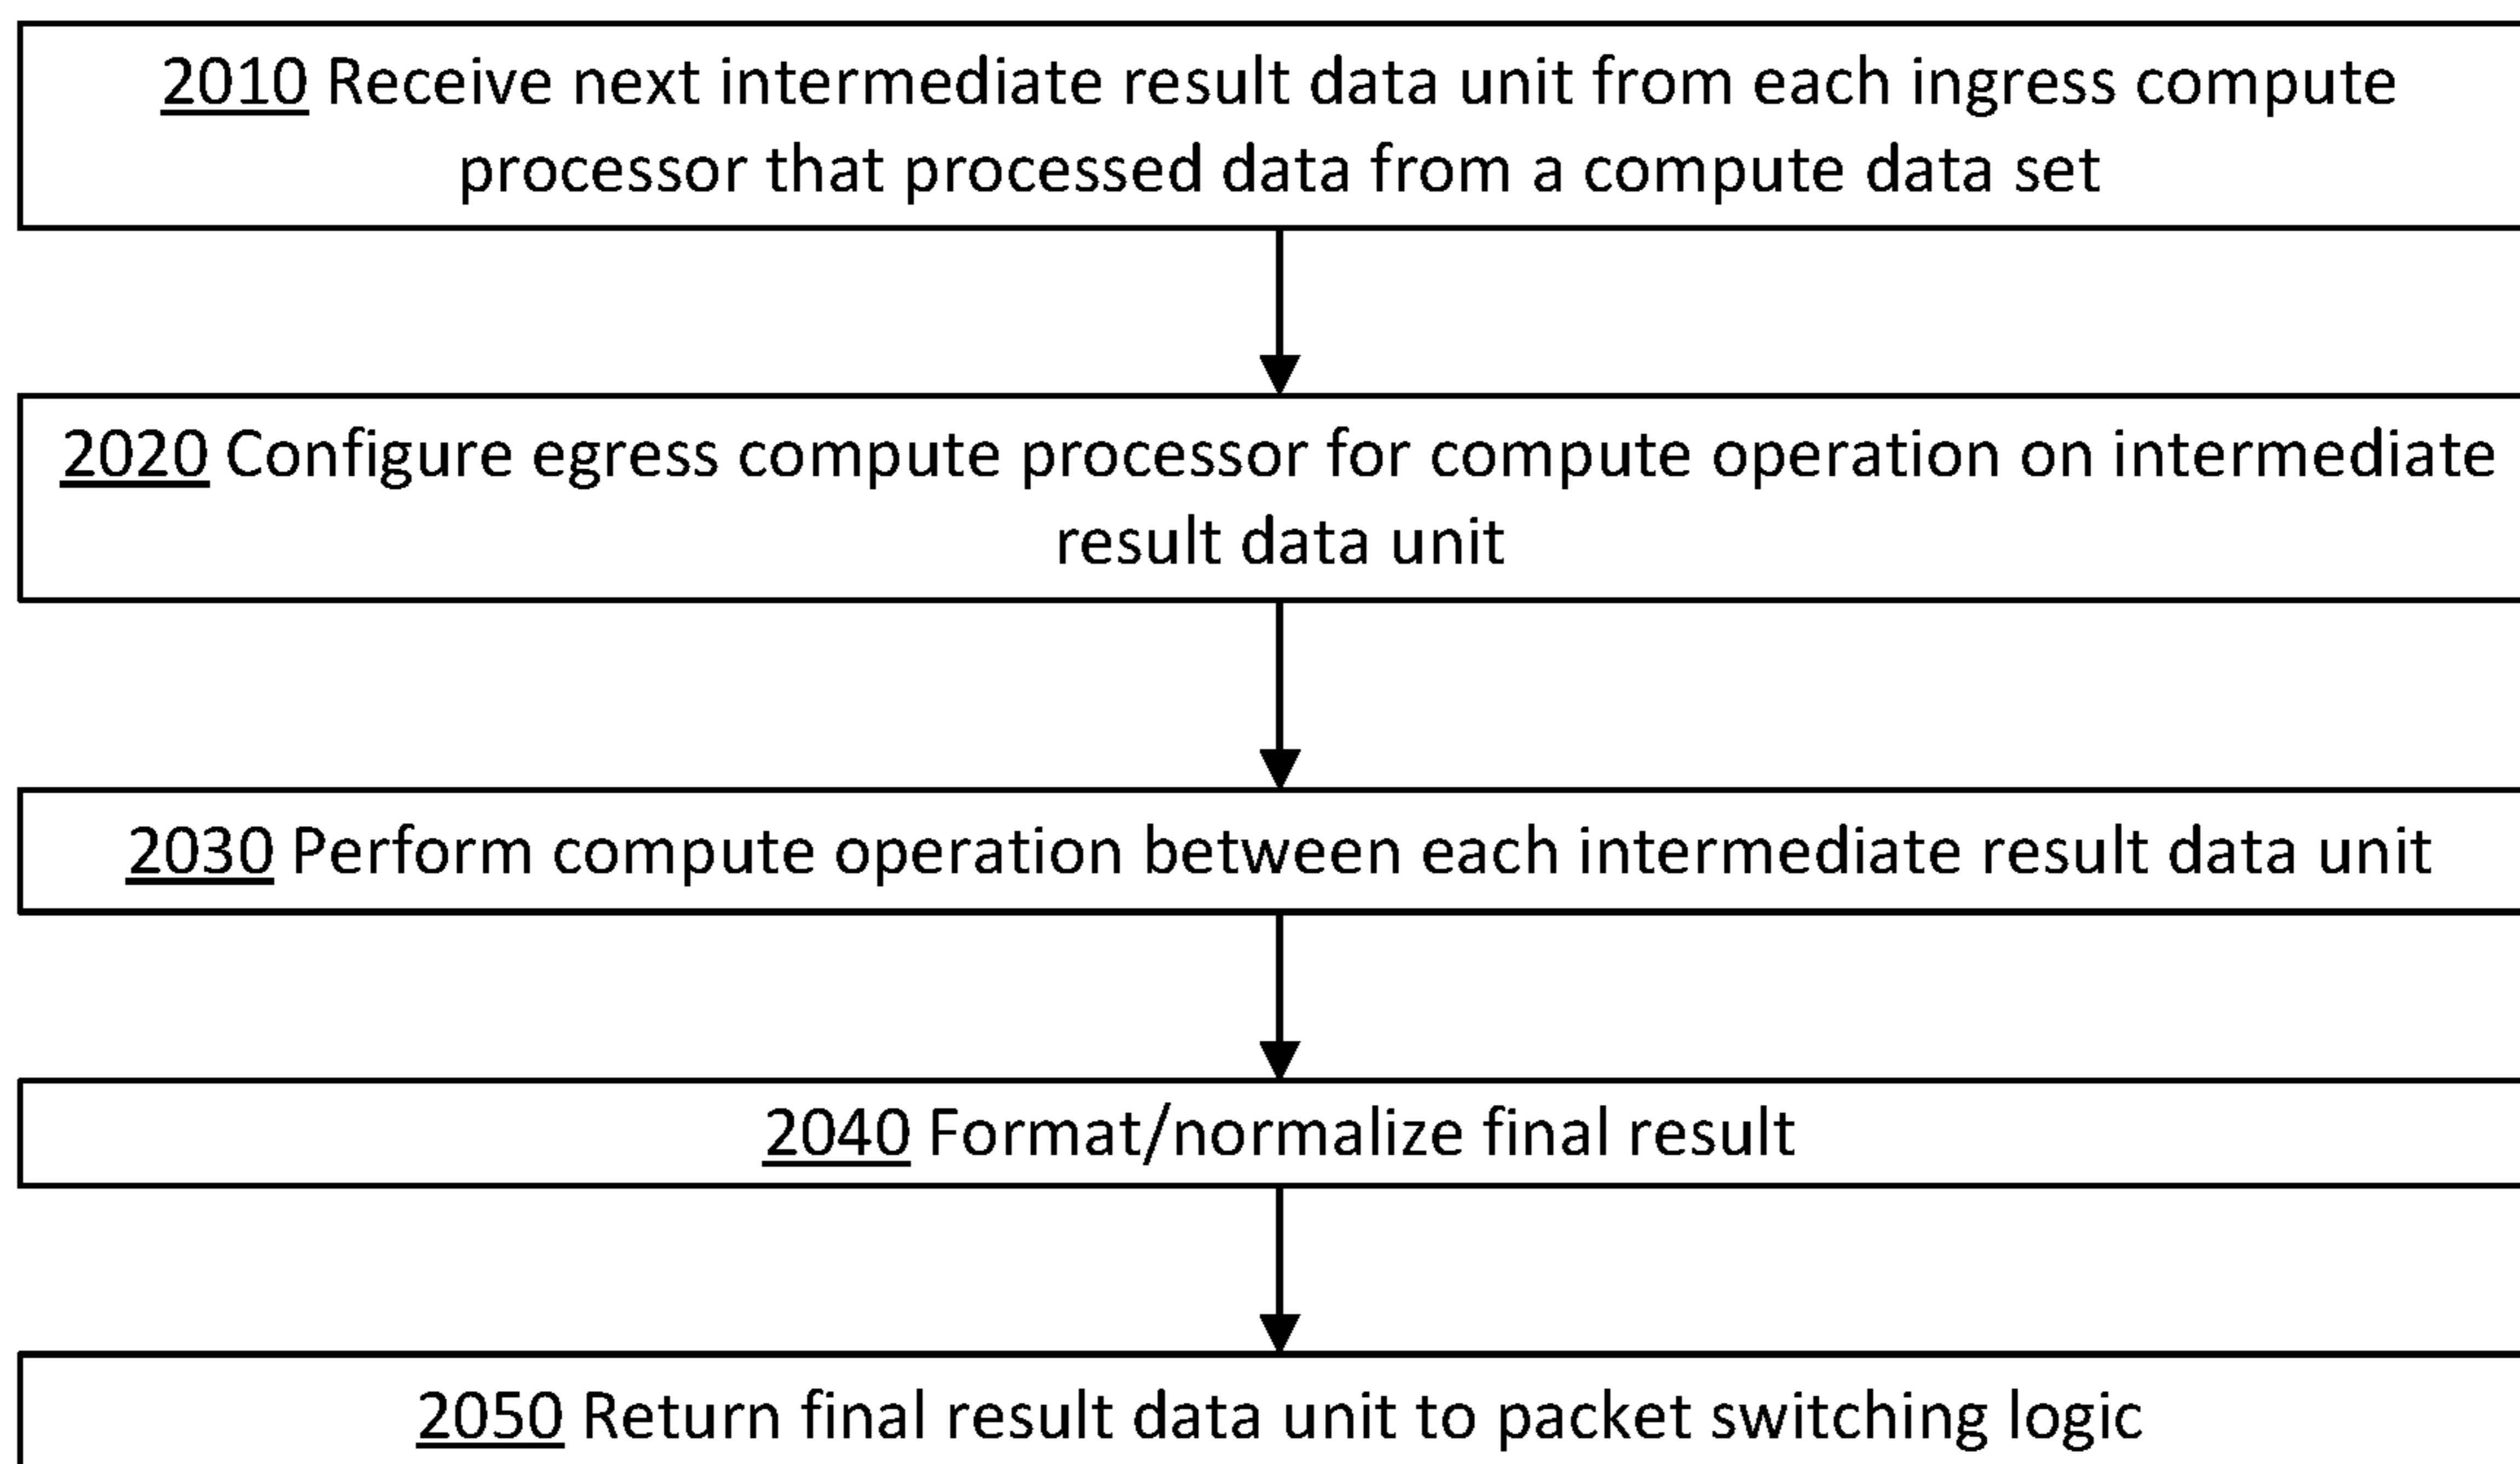 2010 Receive next intermediate result data unit from each ingress compute
processor that processed data from a compute data set
2020 Configure egress compute processor for compute operation on intermediate
result data unit
2030 Perform compute operation between each intermediate result data unit
2040 Format/normalize final result
2050 Return final result data unit to packet switching logic